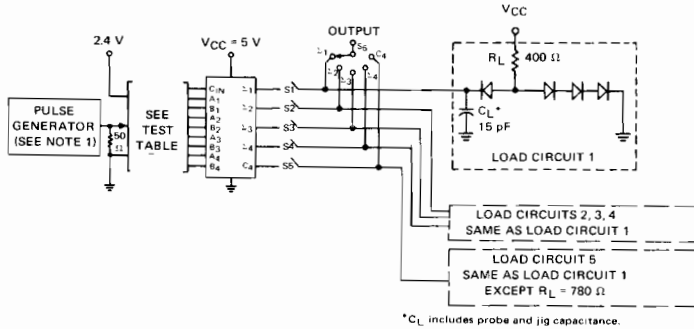 OUTPUT
VCC
2.4 V
VCC = 5 V
Σ1
S6
C4
Σ2
Σ3
Σ4
RL
400 Ω
PULSE
GENERATOR
(SEE NOTE 1)
50
Ω
SEE
TEST
TABLE
CIN
A1
B1
A2
B2
A3
B3
A4
B4
Σ1
Σ2
Σ3
Σ4
C4
S1
S2
S3
S4
S5
CL*
15 pF
LOAD CIRCUIT 1
LOAD CIRCUITS 2, 3, 4
SAME AS LOAD CIRCUIT 1
LOAD CIRCUIT 5
SAME AS LOAD CIRCUIT 1
EXCEPT RL = 780 Ω
*CL includes probe and jig capacitance.